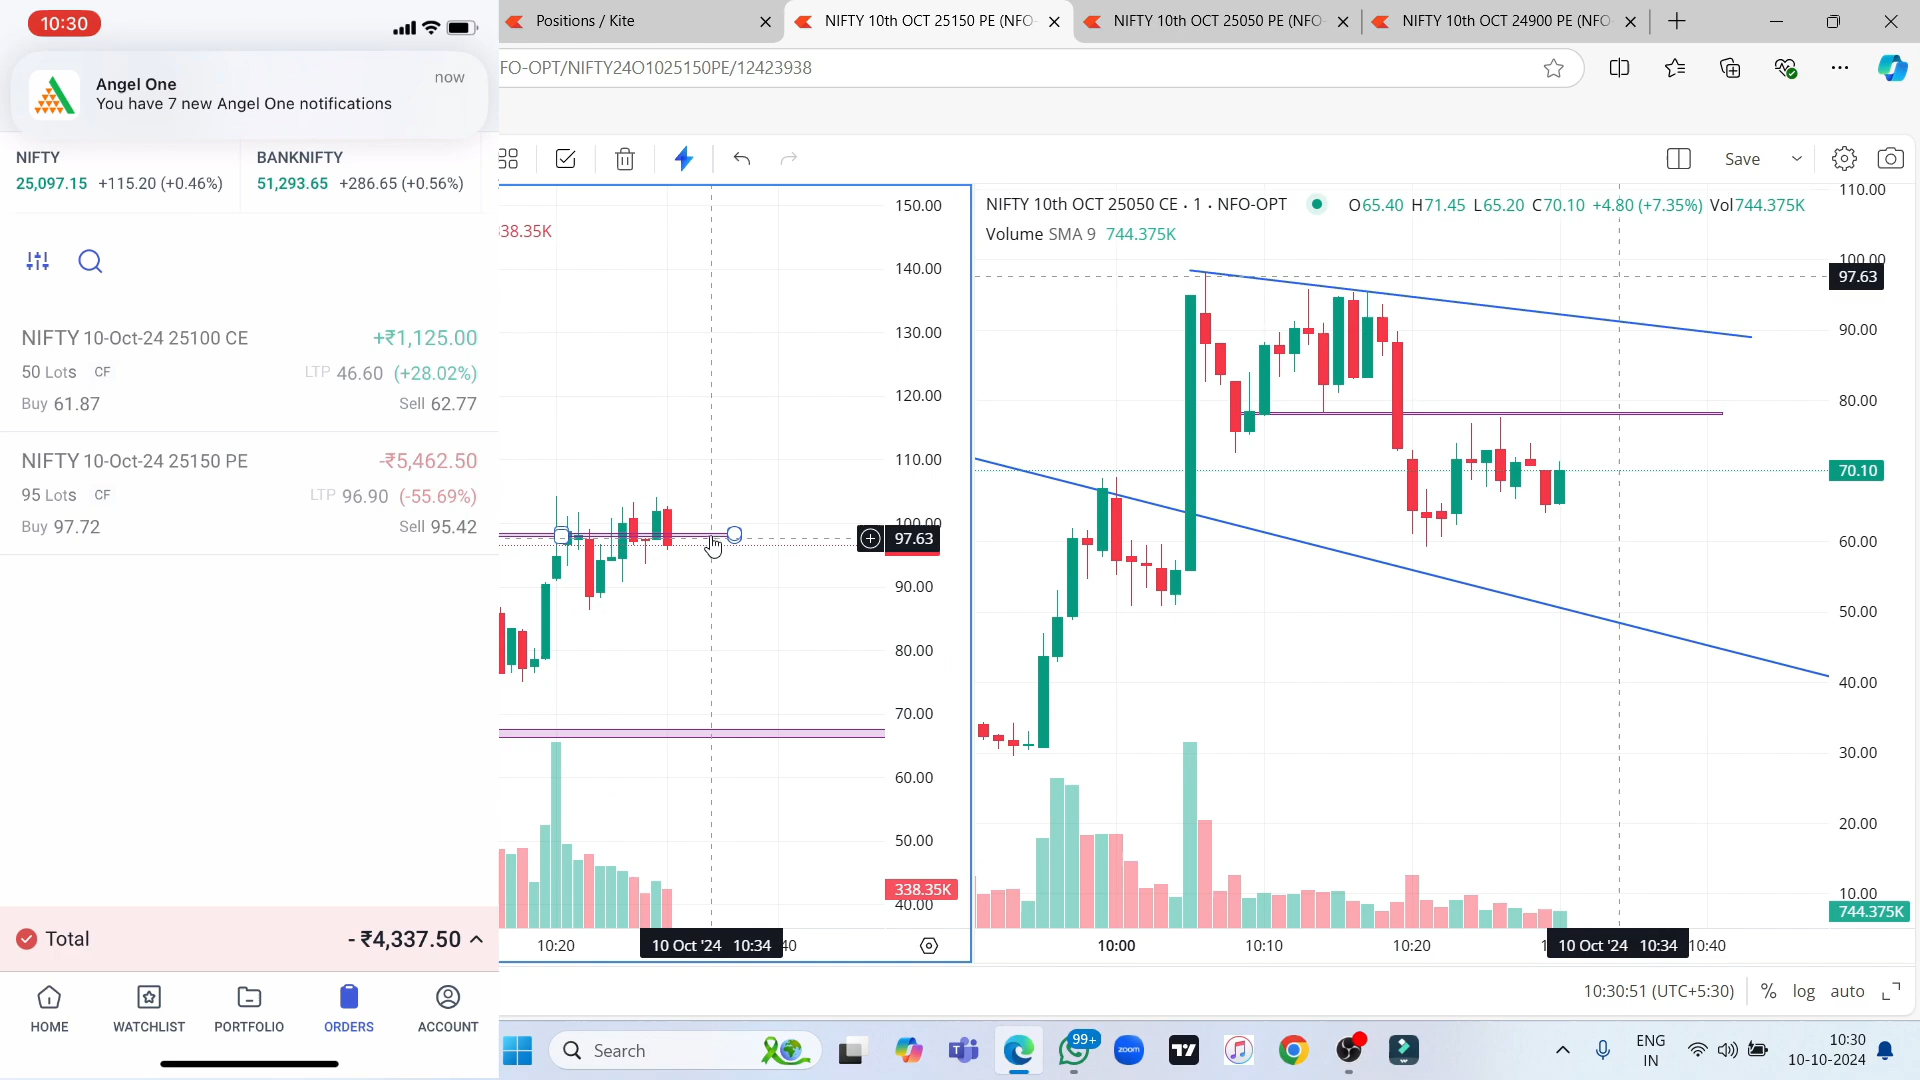 10:30
Angel One
now
You have 7 new Angel One notifications
NIFTY
25,097.15 +115.20 (+0.46%)
BANKNIFTY
51,293.65 +286.65 (+0.56%)
NIFTY 10-Oct-24 25100 CE
+₹1,125.00
50 Lots CF
LTP 46.60 (+28.02%)
Buy 61.87
Sell 62.77
NIFTY 10-Oct-24 25150 PE
-₹5,462.50
95 Lots CF
LTP 96.90 (-55.69%)
Buy 97.72
Sell 95.42
Total
- ₹4,337.50
HOME
WATCHLIST
PORTFOLIO
ORDERS
ACCOUNT
Positions / Kite
NIFTY 10th OCT 25150 PE (NFO-
NIFTY 10th OCT 25050 PE (NFO-
NIFTY 10th OCT 24900 PE (NFO-
FO-OPT/NIFTY24O1025150PE/12423938
Save
38.35K
150.00
140.00
130.00
120.00
110.00
100.00
97.63
90.00
80.00
70.00
60.00
50.00
338.35K
40.00
10:20
10 Oct '24 10:34
40
NIFTY 10th OCT 25050 CE · 1 · NFO-OPT
O65.40 H71.45 L65.20 C70.10 +4.80 (+7.35%) Vol744.375K
Volume SMA 9 744.375K
110.00
100.00
97.63
90.00
80.00
70.10
60.00
50.00
40.00
30.00
20.00
10.00
744.375K
10:00
10:10
10:20
1
10 Oct '24 10:34
10:40
10:30:51 (UTC+5:30)
%
log
auto
Search
99+
zoom
ENG
IN
10:30
10-10-2024